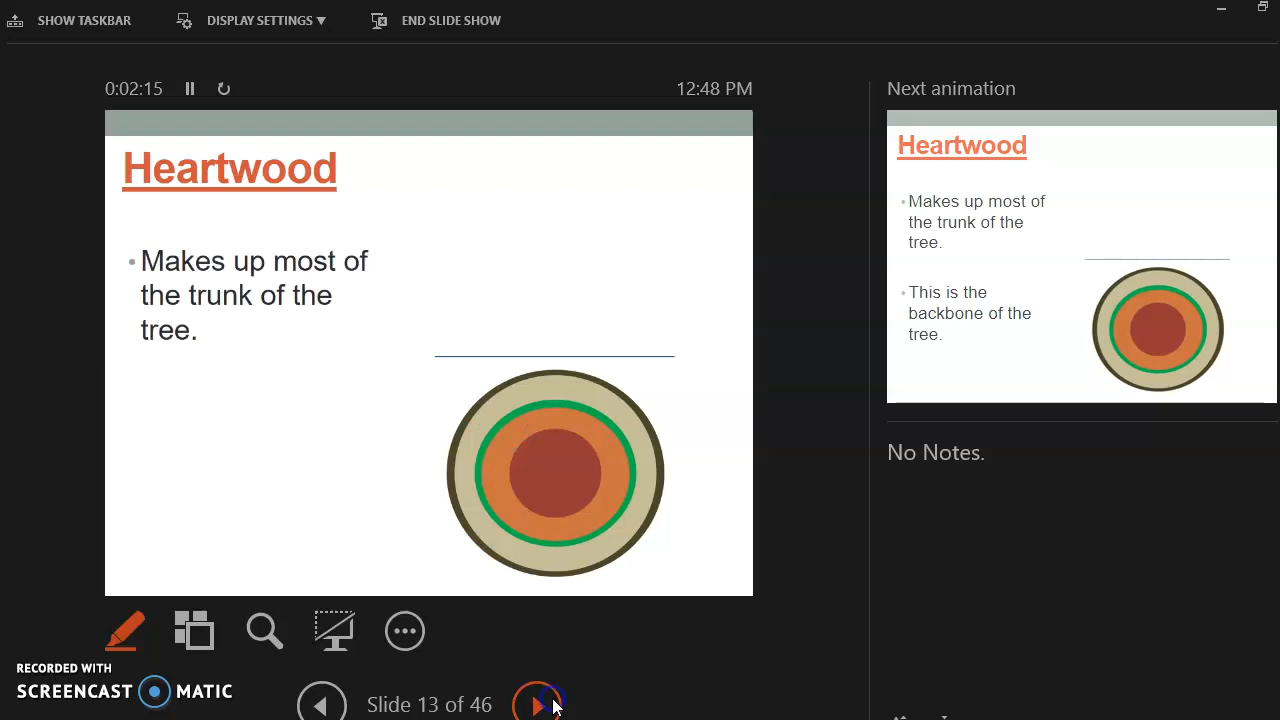 SHOW TASKBAR
DISPLAY SETTINGS
END SLIDE SHOW
0:02:15
12:48 PM
Heartwood
Makes up most of
the trunk of the
tree.
Next animation
Heartwood
Makes up most of
the trunk of the
tree.
This is the
backbone of the
tree.
No Notes.
RECORDED WITH
SCREENCAST MATIC
Slide 13 of 46